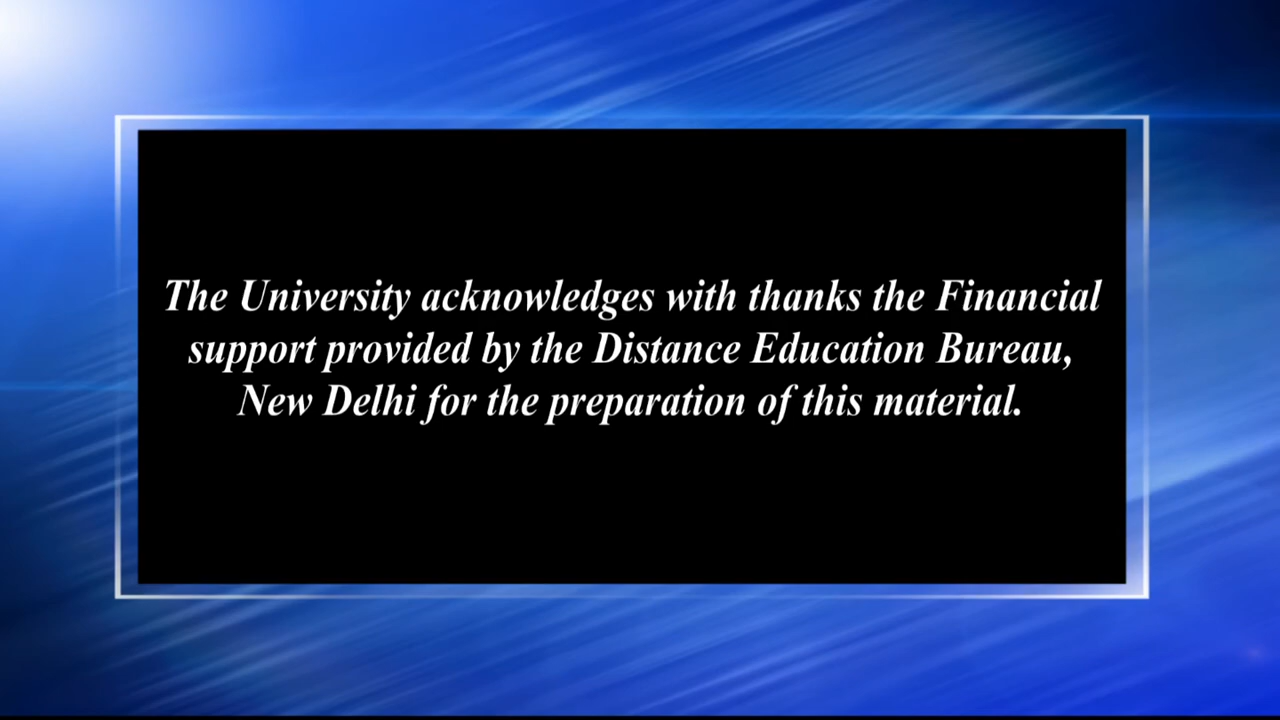 The University acknowledges with thanks the Financial
support provided by the Distance Education Bureau,
New Delhi for the preparation of this material.